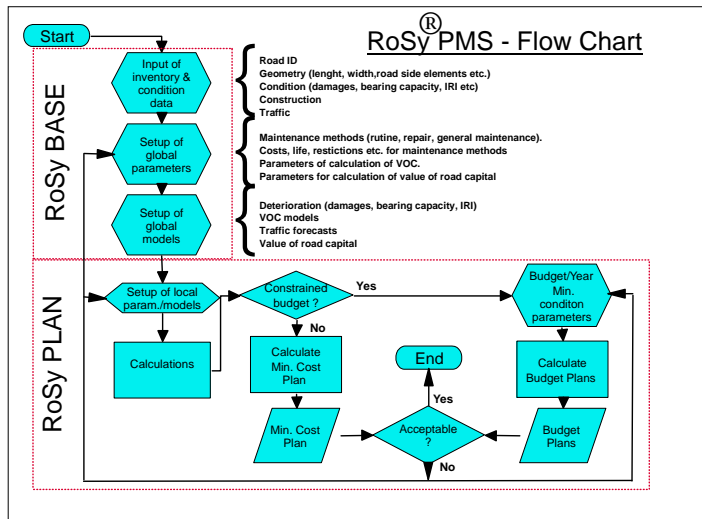 RoSy® PMS - Flow Chart
Start
RoSy BASE
Input of
inventory &
condition
data
Road ID
Geometry (lenght, width,road side elements etc.)
Condition (damages, bearing capacity, IRI etc)
Construction
Traffic
Setup of
global
parameters
Maintenance methods (rutine, repair, general maintenance).
Costs, life, restictions etc. for maintenance methods
Parameters of calculation of VOC.
Parameters for calculation of value of road capital
Setup of
global
models
Deterioration (damages, bearing capacity, IRI)
VOC models
Traffic forecasts
Value of road capital
RoSy PLAN
Setup of local
param./models
Calculations
Constrained
budget ?
Yes
No
Budget/Year
Min.
conditon
parameters
Calculate
Min. Cost
Plan
End
Calculate
Budget Plans
Yes
Min. Cost
Plan
Acceptable
?
Budget
Plans
No